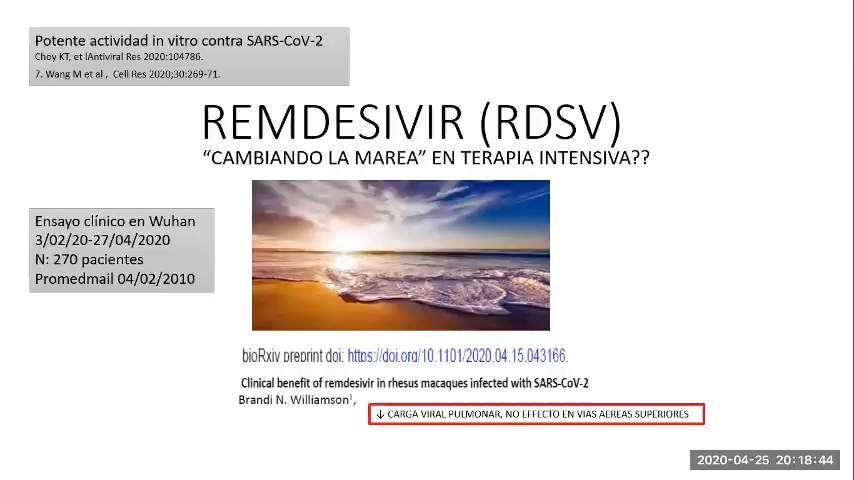 Potente actividad in vitro contra SARS-CoV-2
Choy KT, et lAntiviral Res 2020:104786.
7. Wang M et al , Cell Res 2020;30:269-71.
REMDESIVIR (RDSV)
“CAMBIANDO LA MAREA” EN TERAPIA INTENSIVA??
Ensayo clínico en Wuhan
3/02/20-27/04/2020
N: 270 pacientes
Promedmail 04/02/2010
bioRxiv preprint doi: https://doi.org/10.1101/2020.04.15.043166.
Clinical benefit of remdesivir in rhesus macaques infected with SARS-CoV-2
Brandi N. Williamson¹,
↓ CARGA VIRAL PULMONAR, NO EFFECTO EN VIAS AEREAS SUPERIORES
2020-04-25 20:18:44